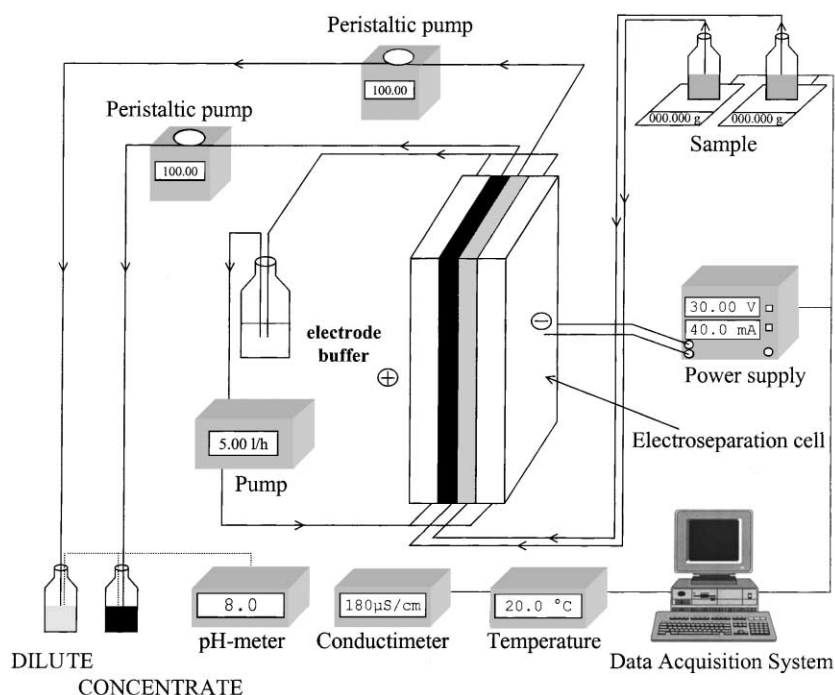 Peristaltic pump
100.00
Peristaltic pump
100.00
000.000 g
000.000 g
Sample
electrode
buffer
+
−
30.00 V
40.0 mA
Power supply
Electroseparation cell
5.00 l/h
Pump
8.0
pH-meter
180µS/cm
Conductimeter
20.0 °C
Temperature
Data Acquisition System
DILUTE
CONCENTRATE